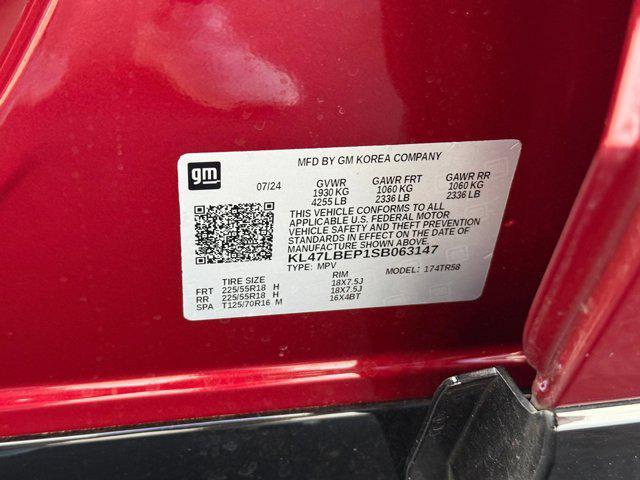 gm
MFD BY GM KOREA COMPANY
07/24
GVWR GAWR FRT GAWR RR
1930 KG 1060 KG 1060 KG
4255 LB 2336 LB 2336 LB
THIS VEHICLE CONFORMS TO ALL
APPLICABLE U.S. FEDERAL MOTOR
VEHICLE SAFETY AND THEFT PREVENTION
STANDARDS IN EFFECT ON THE DATE OF
MANUFACTURE SHOWN ABOVE.
KL47LBEP1SB063147
TYPE: MPV MODEL: 174TR58
TIRE SIZE RIM
FRT 225/55R18 H 18X7.5J
RR 225/55R18 H 18X7.5J
SPA T125/70R16 M 16X4BT